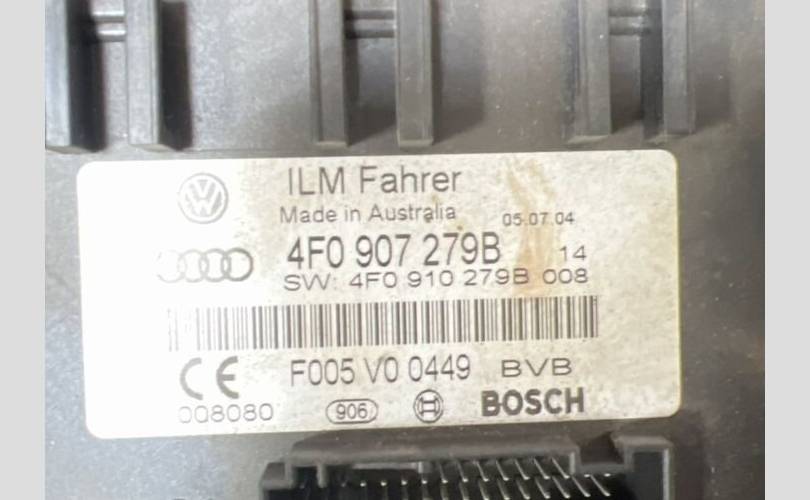 ILM Fahrer
Made in Australia 05.07.04
4F0 907 279B 14
SW: 4F0 910 279B 008
F005 V0 0449 BVB
008080 906 BOSCH